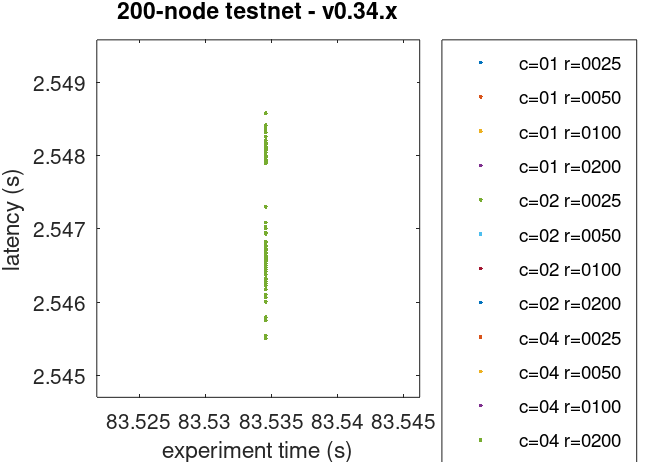 200-node testnet - v0.34.x
latency (s)
2.549
2.548
2.547
2.546
2.545
83.525 83.53 83.535 83.54 83.545
experiment time (s)
c=01 r=0025
c=01 r=0050
c=01 r=0100
c=01 r=0200
c=02 r=0025
c=02 r=0050
c=02 r=0100
c=02 r=0200
c=04 r=0025
c=04 r=0050
c=04 r=0100
c=04 r=0200